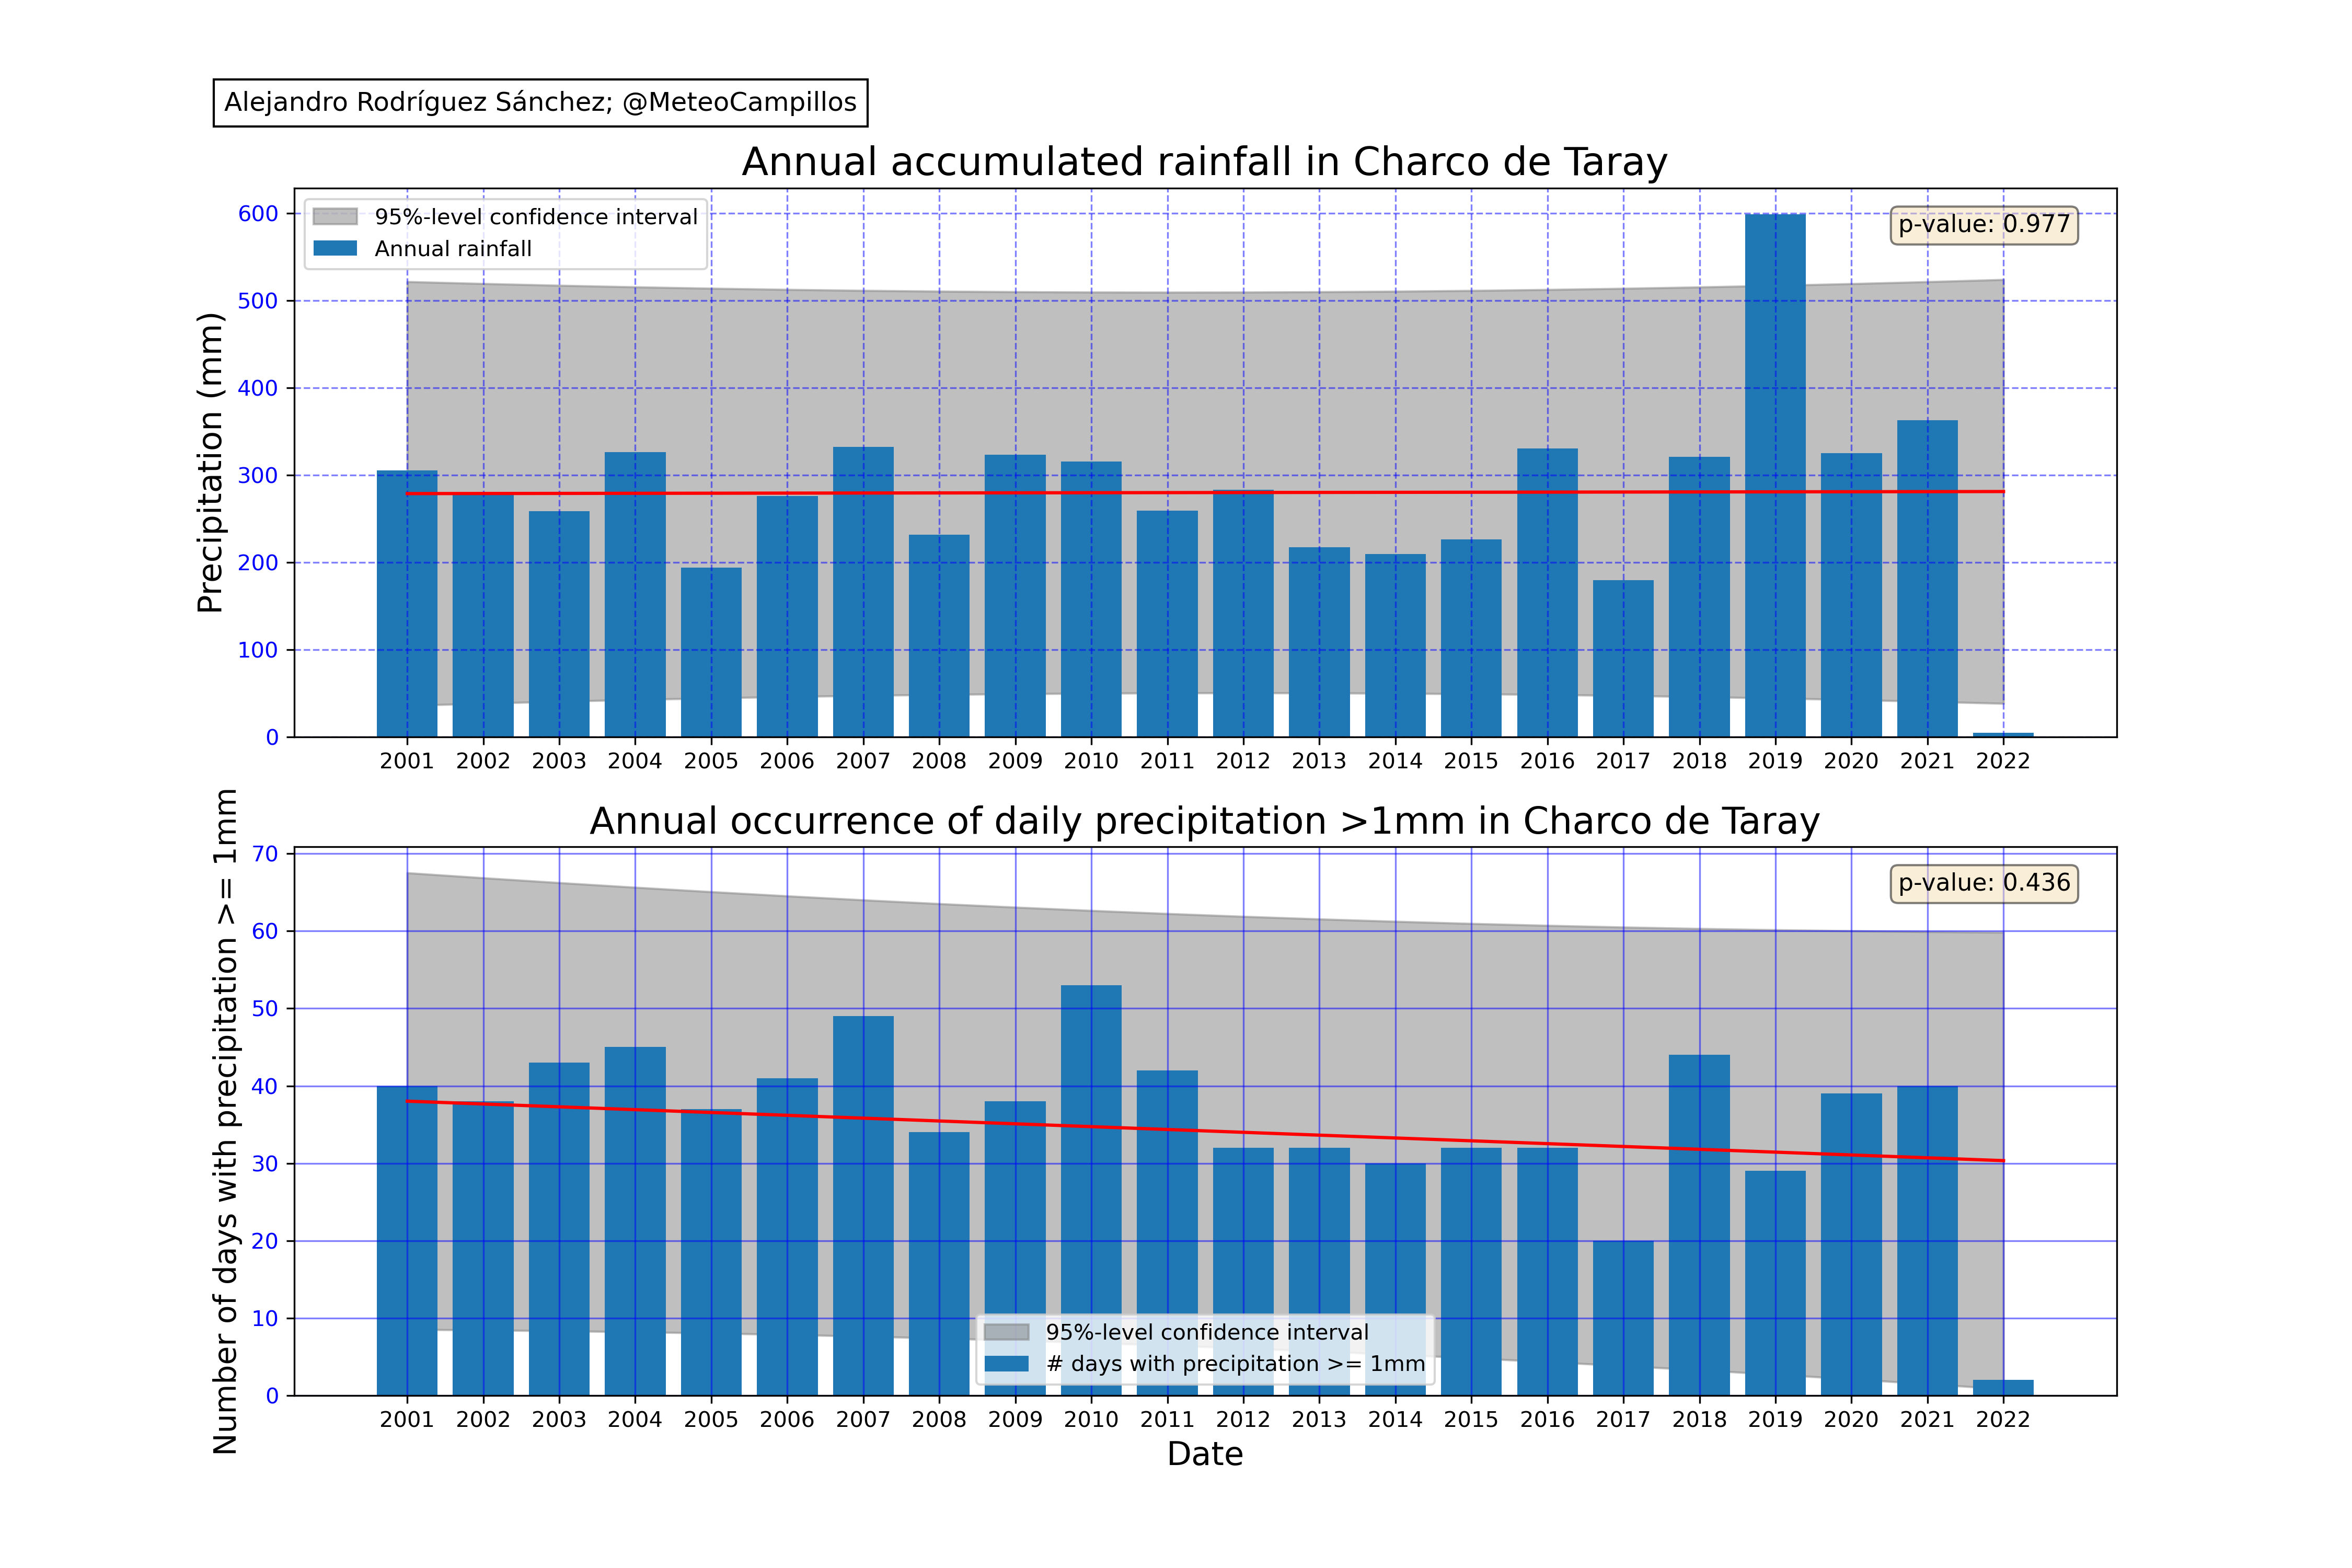 Alejandro Rodríguez Sánchez; @MeteoCampillos
Annual accumulated rainfall in Charco de Taray
Precipitation (mm)
600
500
400
300
200
100
0
95%-level confidence interval
Annual rainfall
p-value: 0.977
2001 2002 2003 2004 2005 2006 2007 2008 2009 2010 2011 2012 2013 2014 2015 2016 2017 2018 2019 2020 2021 2022
Annual occurrence of daily precipitation >1mm in Charco de Taray
Number of days with precipitation >= 1mm
70
60
50
40
30
20
10
0
p-value: 0.436
95%-level confidence interval
# days with precipitation >= 1mm
2001 2002 2003 2004 2005 2006 2007 2008 2009 2010 2011 2012 2013 2014 2015 2016 2017 2018 2019 2020 2021 2022
Date